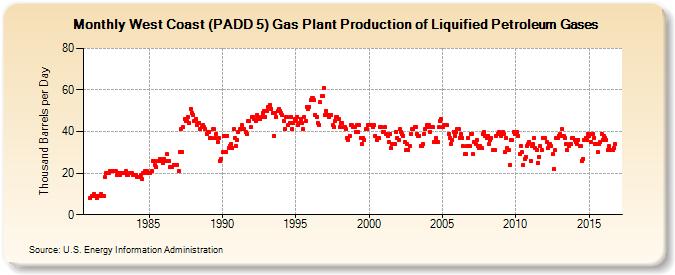 Monthly West Coast (PADD 5) Gas Plant Production of Liquified Petroleum Gases
Thousand Barrels per Day
80
60
40
20
0
1985 1990 1995 2000 2005 2010 2015
Source: U.S. Energy Information Administration